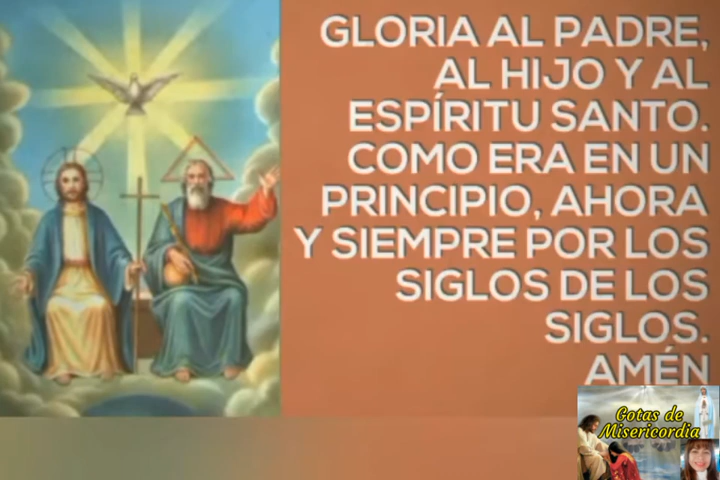 GLORIA AL PADRE,
AL HIJO Y AL
ESPÍRITU SANTO.
COMO ERA EN UN
PRINCIPIO, AHORA
Y SIEMPRE POR LOS
SIGLOS DE LOS
SIGLOS.
AMÉN
Gotas de
Misericordia